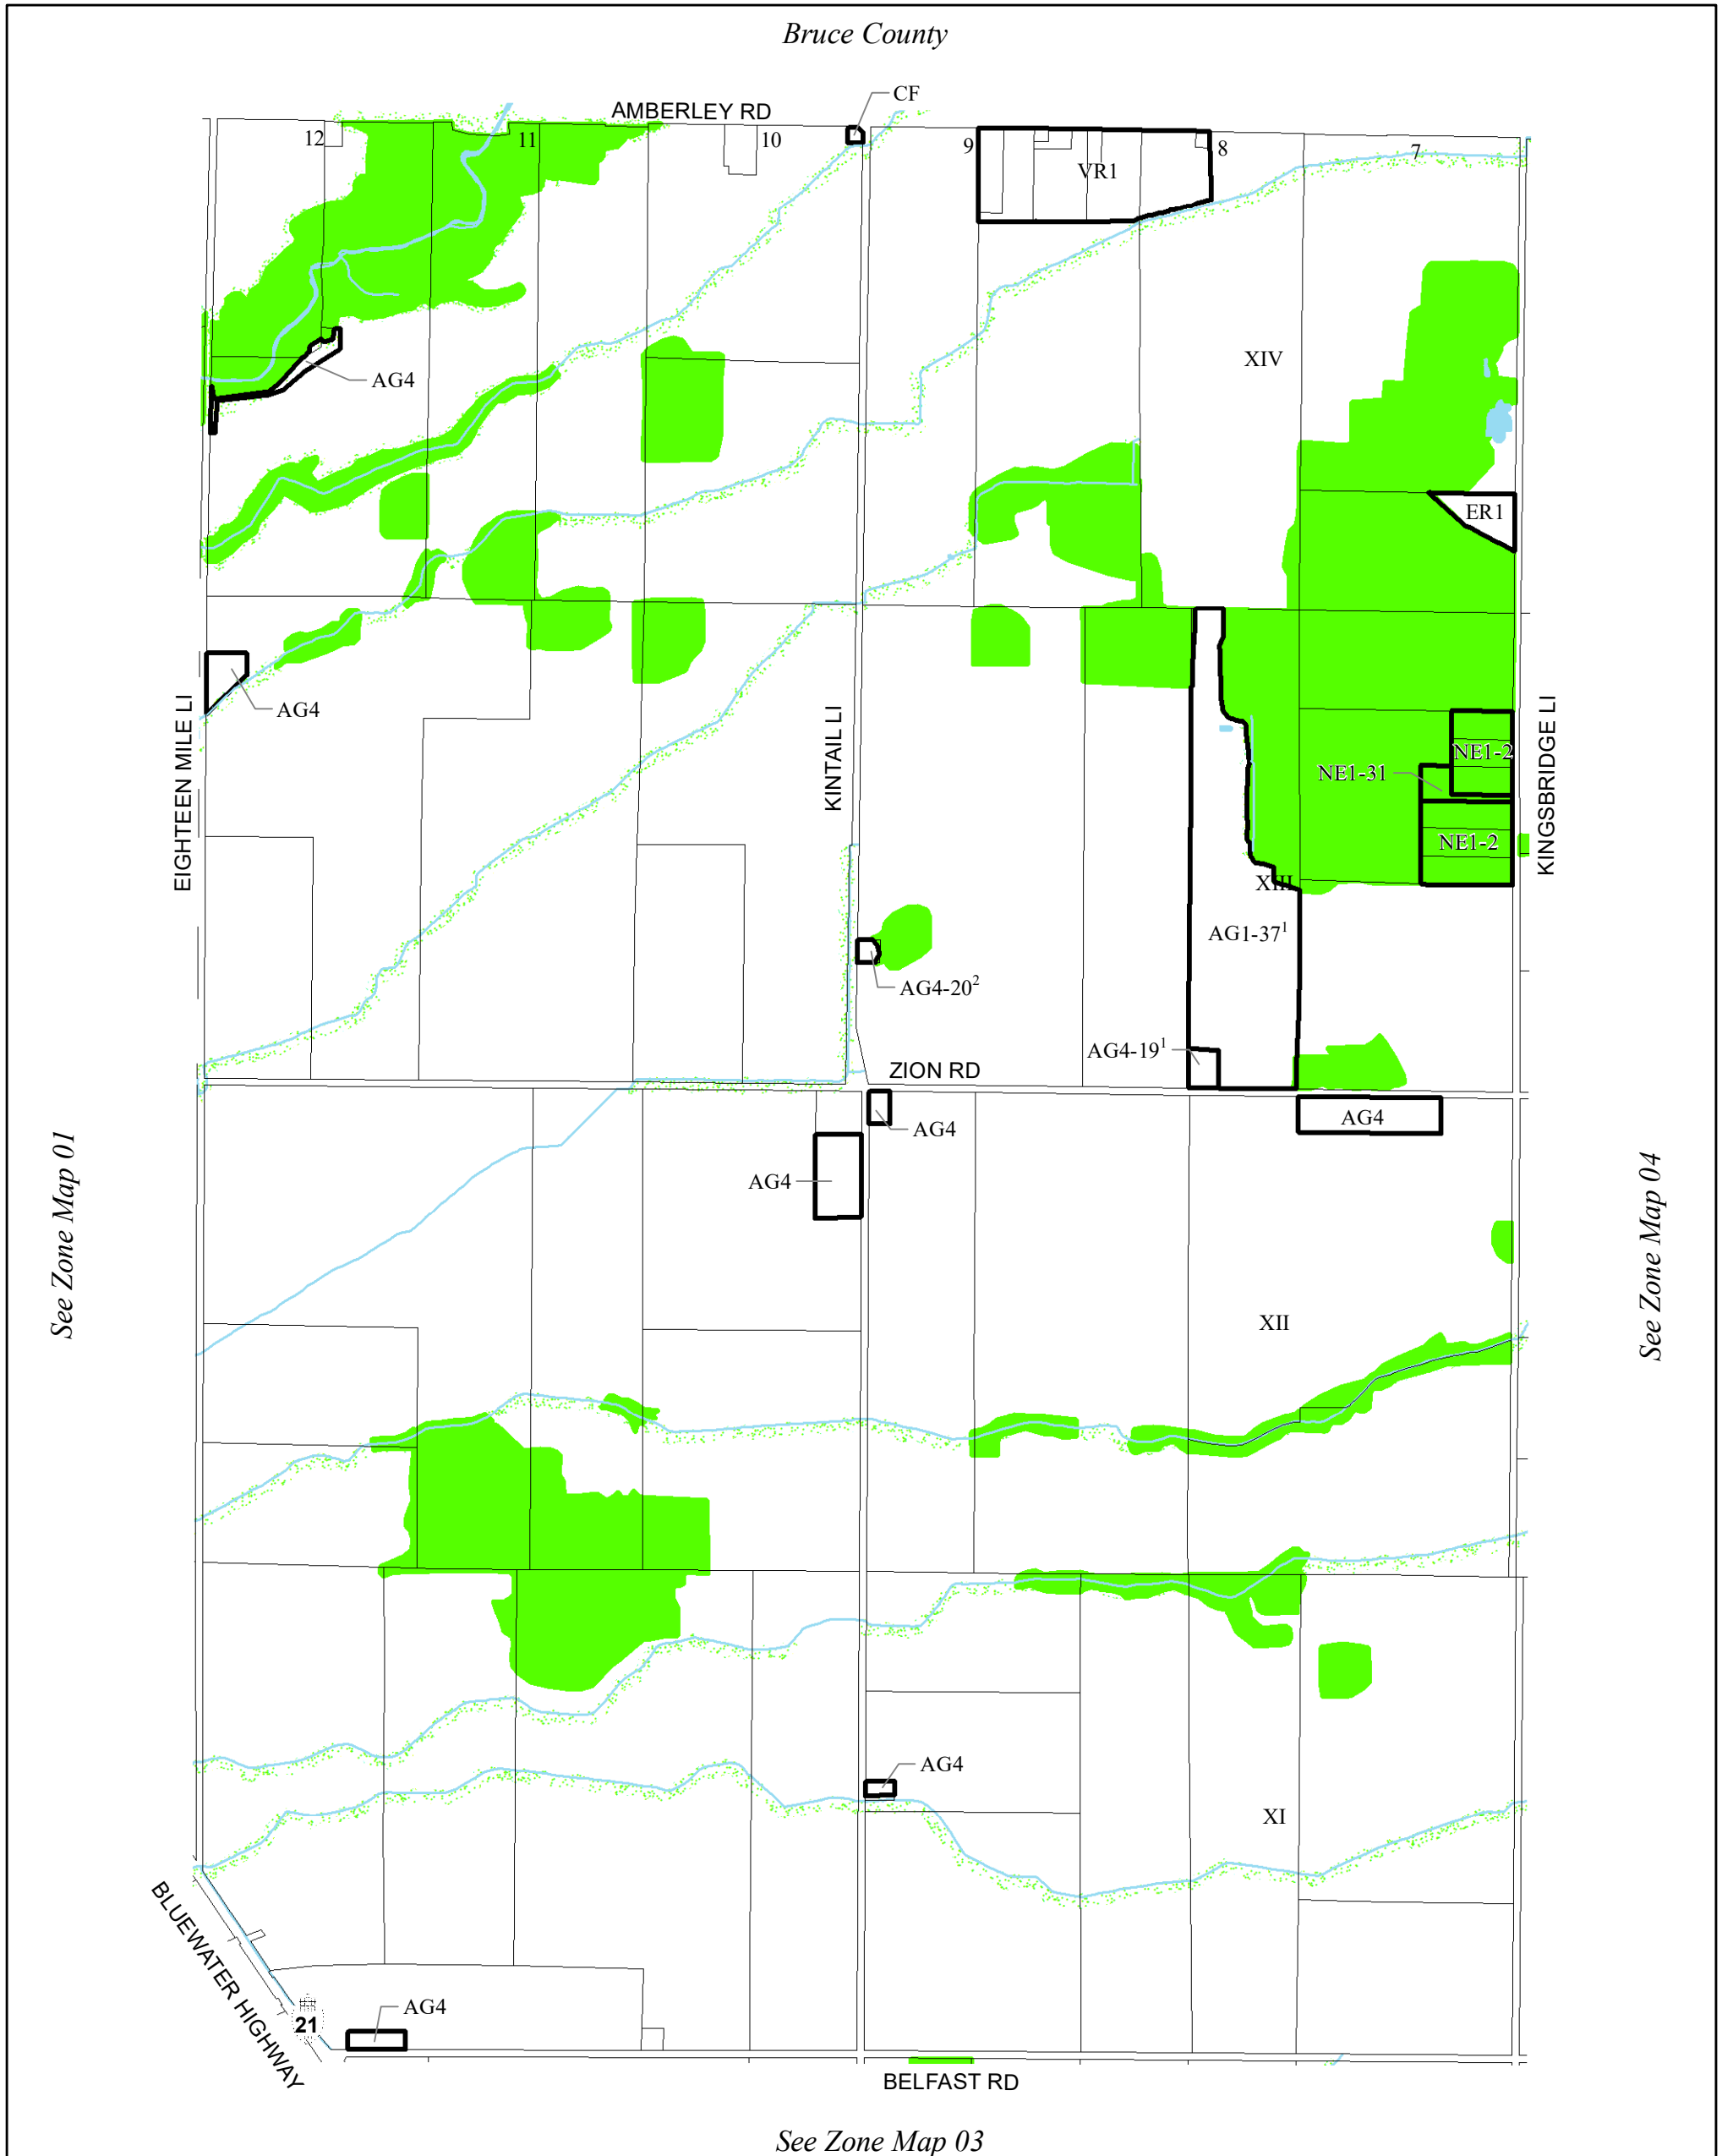 Bruce County
CF
AMBERLEY RD
12
11
10
9
8
7
VR1
XIV
AG4
ER1
AG4
EIGHTEEN MILE LI
KINTAIL LI
KINGSBRIDGE LI
NE1-2
NE1-31
NE1-2
XIII
AG1-37¹
AG4-20²
AG4-19¹
ZION RD
AG4
AG4
AG4
See Zone Map 01
See Zone Map 04
XII
AG4
XI
BLUEWATER HIGHWAY
21
AG4
BELFAST RD
See Zone Map 03